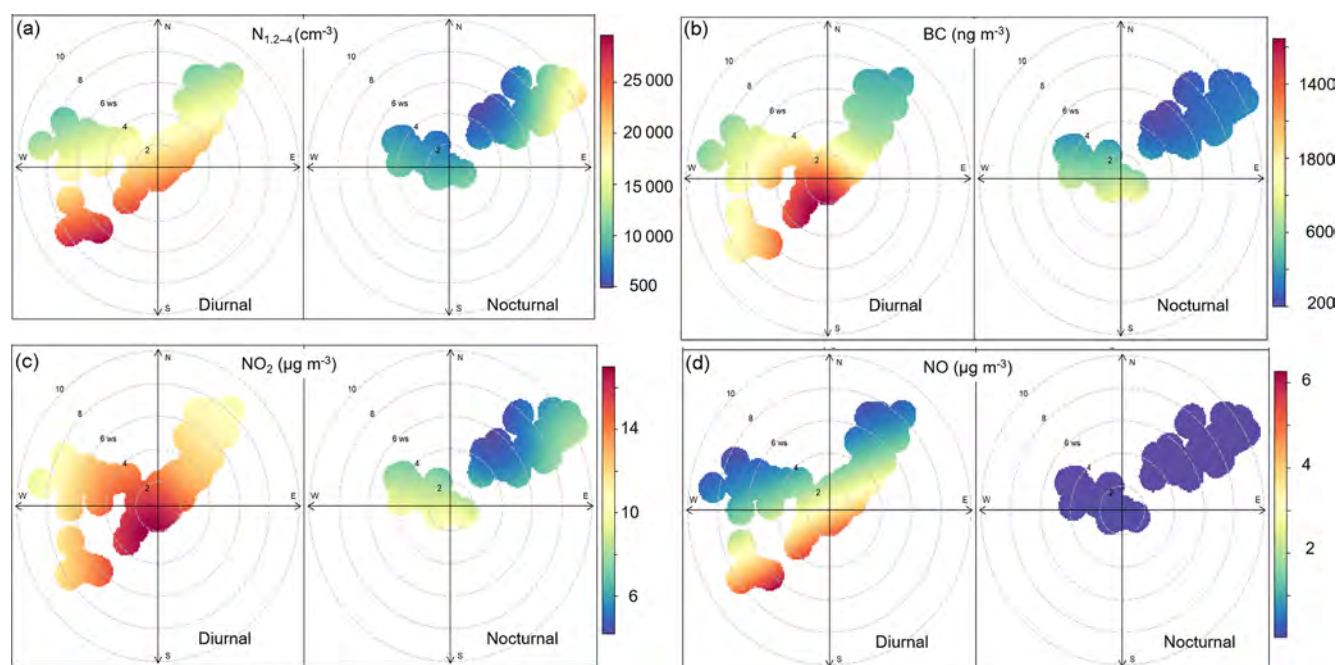 (a)
N₁.₂₋₄ (cm⁻³)
N
10
8
6 ws
4
2
W
S
Diurnal
N
10
8
6 ws
4
2
W
E
S
Nocturnal
25 000
20 000
15 000
10 000
500
(b)
BC (ng m⁻³)
N
10
8
6 ws
4
2
W
E
S
Diurnal
N
10
8
6 ws
4
2
W
E
S
Nocturnal
1400
1800
6000
200
(c)
NO₂ (µg m⁻³)
N
10
8
6 ws
4
2
W
E
S
Diurnal
N
10
8
6 ws
4
2
W
E
S
Nocturnal
14
10
6
(d)
NO (µg m⁻³)
N
10
8
6 ws
4
2
W
E
S
Diurnal
N
10
8
6 ws
4
2
W
E
S
Nocturnal
6
4
2